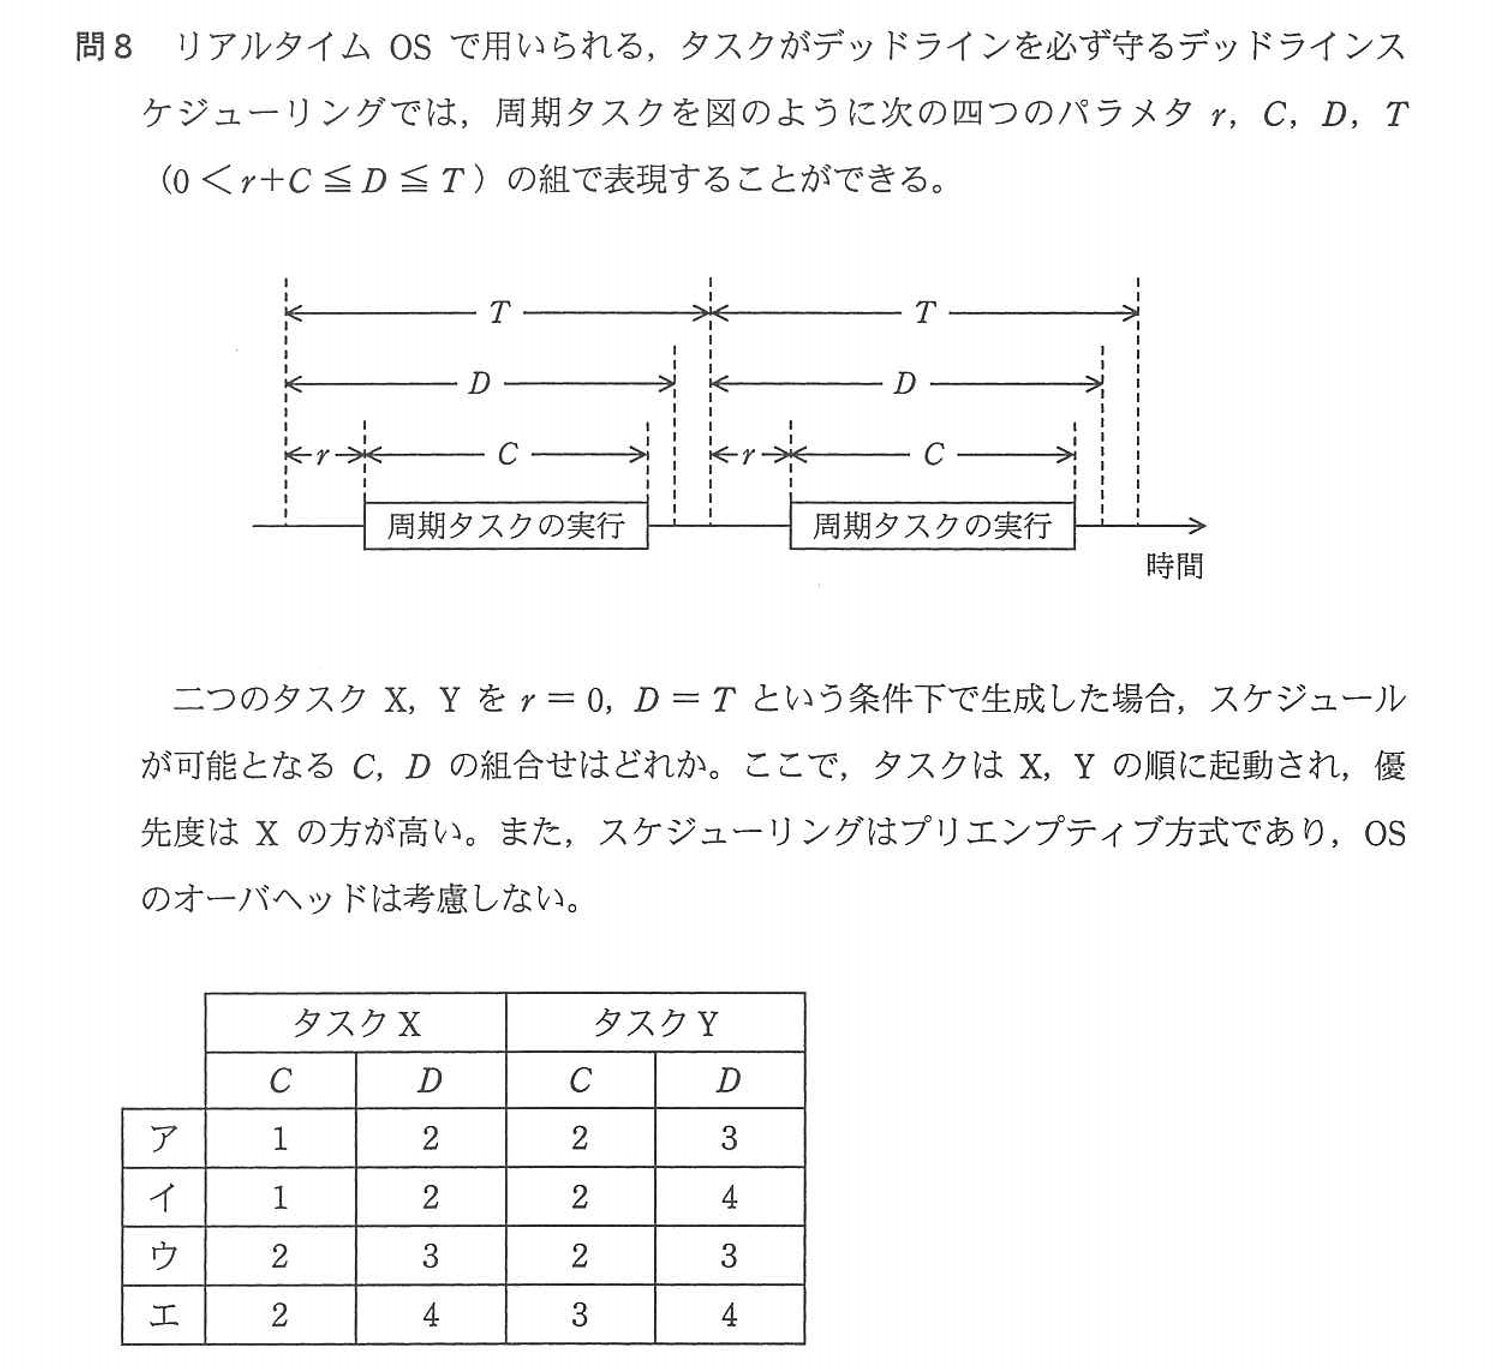 問8 リアルタイム OS で用いられる，タスクがデッドラインを必ず守るデッドラインス
ケジューリングでは，周期タスクを図のように次の四つのパラメタ r，C，D，T
（0＜r＋C≦D≦T）の組で表現することができる。
T T
D D
r C r C
周期タスクの実行 周期タスクの実行
時間
二つのタスク X，Y を r＝0，D＝T という条件下で生成した場合，スケジュール
が可能となる C，D の組合せはどれか。ここで，タスクは X，Y の順に起動され，優
先度は X の方が高い。また，スケジューリングはプリエンプティブ方式であり，OS
のオーバヘッドは考慮しない。
タスクX タスクY
C D C D
ア 1 2 2 3
イ 1 2 2 4
ウ 2 3 2 3
エ 2 4 3 4